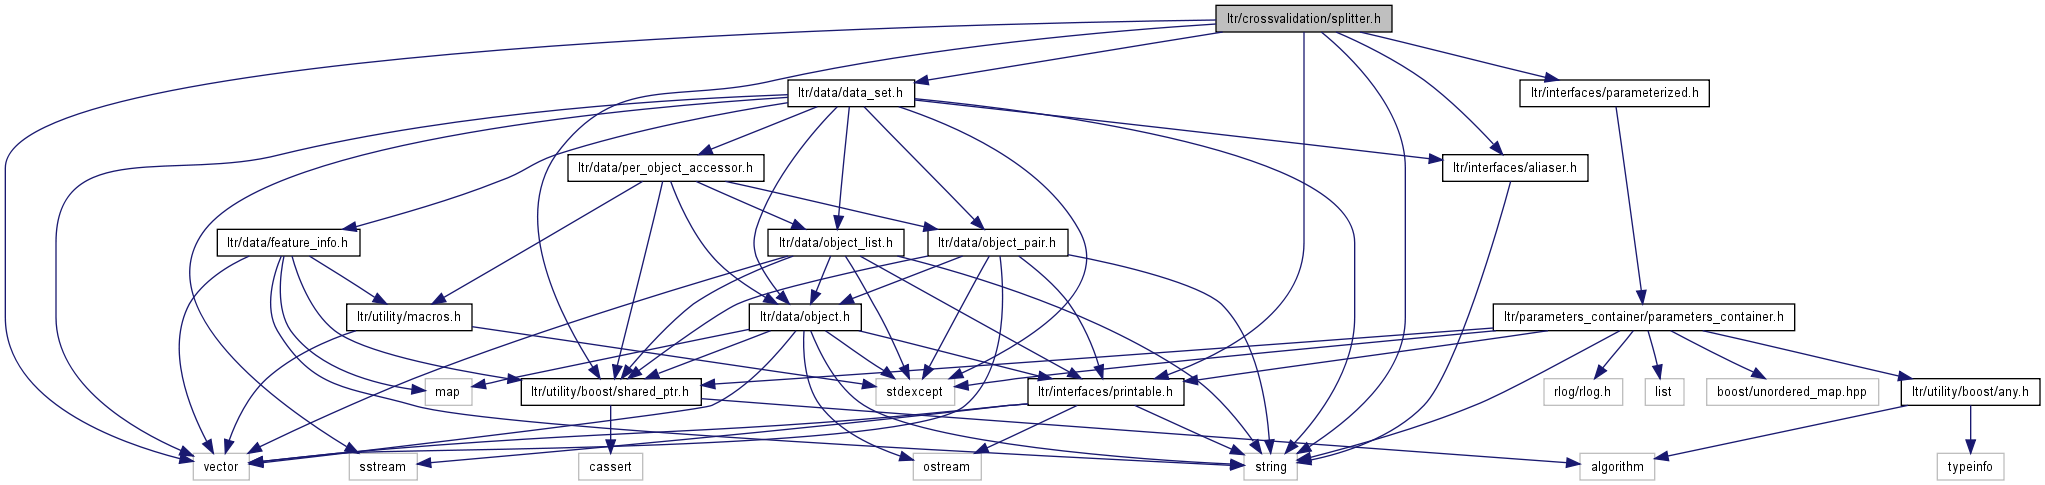 ltr/crossvalidation/splitter.h
ltr/data/data_set.h
ltr/interfaces/parameterized.h
ltr/data/per_object_accessor.h
ltr/interfaces/aliaser.h
ltr/data/feature_info.h
ltr/data/object_list.h
ltr/data/object_pair.h
ltr/utility/macros.h
ltr/data/object.h
ltr/parameters_container/parameters_container.h
map
ltr/utility/boost/shared_ptr.h
stdexcept
ltr/interfaces/printable.h
rlog/rlog.h
list
boost/unordered_map.hpp
ltr/utility/boost/any.h
vector
sstream
cassert
ostream
string
algorithm
typeinfo